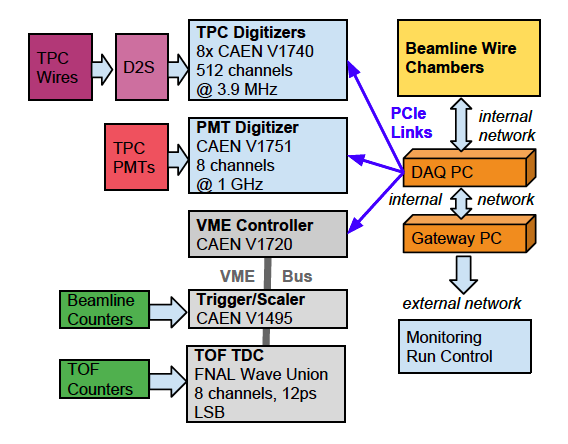 TPC
Wires
D2S
TPC Digitizers
8x CAEN V1740
512 channels
@ 3.9 MHz
Beamline Wire
Chambers
PCIe
Links
internal
network
TPC
PMTs
PMT Digitizer
CAEN V1751
8 channels
@ 1 GHz
DAQ PC
internal network
Gateway PC
VME Controller
CAEN V1720
VME Bus
external network
Beamline
Counters
Trigger/Scaler
CAEN V1495
Monitoring
Run Control
TOF
Counters
TOF TDC
FNAL Wave Union
8 channels, 12ps
LSB